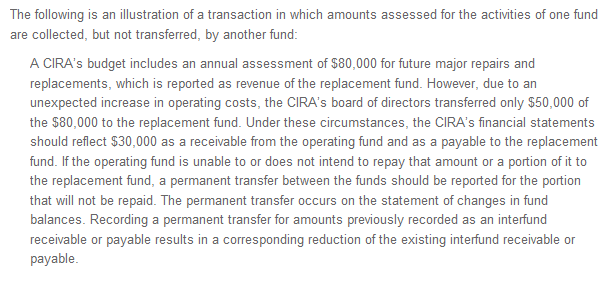 The following is an illustration of a transaction in which amounts assessed for the activities of one fund
are collected, but not transferred, by another fund:
A CIRA's budget includes an annual assessment of $80,000 for future major repairs and
replacements, which is reported as revenue of the replacement fund. However, due to an
unexpected increase in operating costs, the CIRA's board of directors transferred only $50,000 of
the $80,000 to the replacement fund. Under these circumstances, the CIRA's financial statements
should reflect $30,000 as a receivable from the operating fund and as a payable to the replacement
fund. If the operating fund is unable to or does not intend to repay that amount or a portion of it to
the replacement fund, a permanent transfer between the funds should be reported for the portion
that will not be repaid. The permanent transfer occurs on the statement of changes in fund
balances. Recording a permanent transfer for amounts previously recorded as an interfund
receivable or payable results in a corresponding reduction of the existing interfund receivable or
payable.